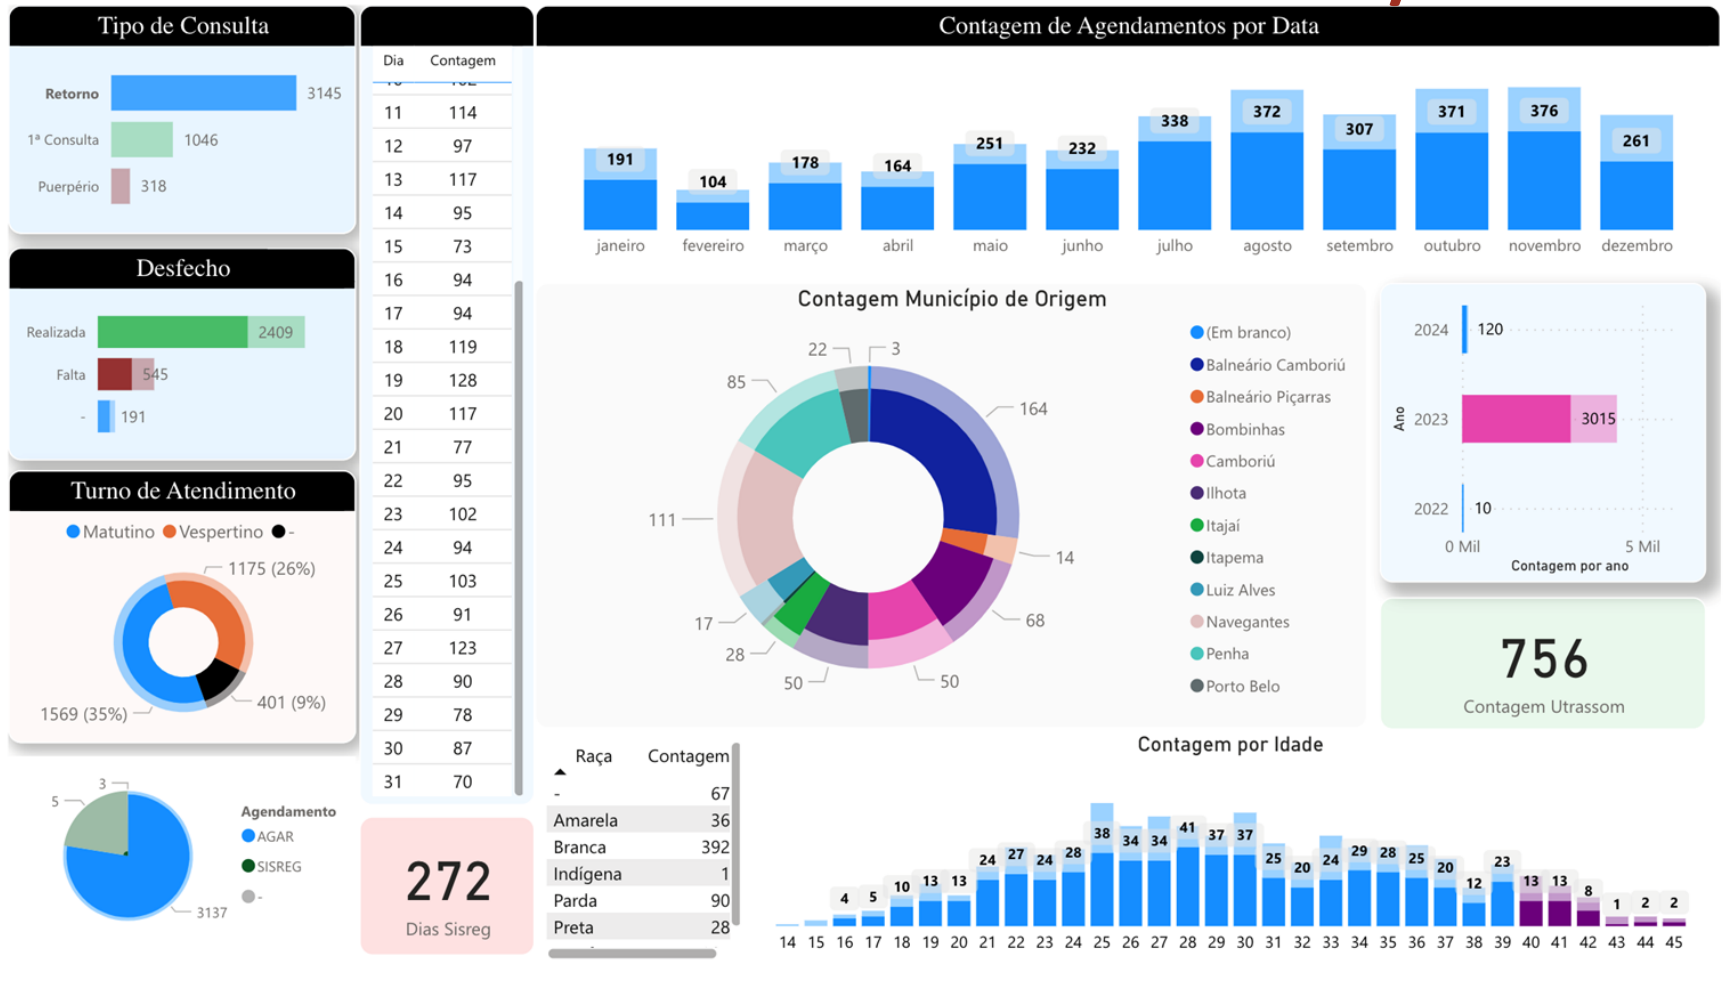 Tipo de Consulta
Retorno 3145
1ª Consulta 1046
Puerpério 318
Desfecho
Realizada 2409
Falta 545
- 191
Turno de Atendimento
Matutino Vespertino -
1175 (26%)
401 (9%)
1569 (35%)
3
5
3137
Agendamento
AGAR
SISREG
-
Dia Contagem
11 114
12 97
13 117
14 95
15 73
16 94
17 94
18 119
19 128
20 117
21 77
22 95
23 102
24 94
25 103
26 91
27 123
28 90
29 78
30 87
31 70
272
Dias Sisreg
Contagem de Agendamentos por Data
191 104 178 164 251 232 338 372 307 371 376 261
janeiro fevereiro março abril maio junho julho agosto setembro outubro novembro dezembro
Contagem Município de Origem
22 3
85 164
111 14
17 68
28
50 50
(Em branco)
Balneário Camboriú
Balneário Piçarras
Bombinhas
Camboriú
Ilhota
Itajaí
Itapema
Luiz Alves
Navegantes
Penha
Porto Belo
2024 120
Ano 2023 3015
2022 10
0 Mil 5 Mil
Contagem por ano
756
Contagem Utrassom
Raça Contagem
- 67
Amarela 36
Branca 392
Indígena 1
Parda 90
Preta 28
Contagem por Idade
4 5 10 13 13 24 27 24 28 38 34 34 41 37 37 25 20 24 29 28 25 20 12 23 13 13 8 1 2 2
14 15 16 17 18 19 20 21 22 23 24 25 26 27 28 29 30 31 32 33 34 35 36 37 38 39 40 41 42 43 44 45